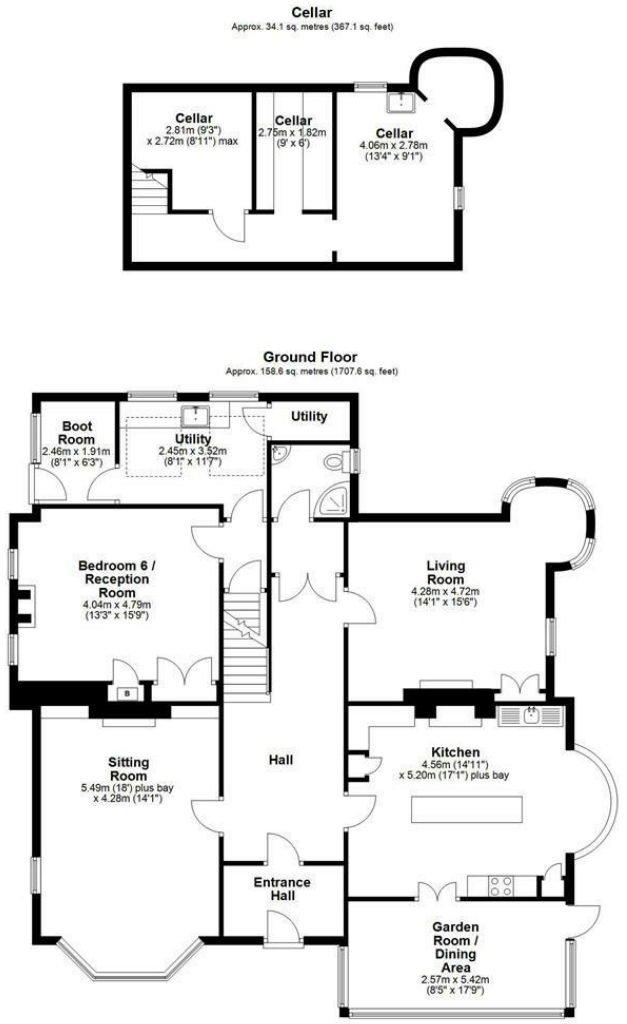 Cellar
Approx. 34.1 sq. metres (367.1 sq. feet)
Cellar
2.81m (9'3")
x 2.72m (8'11") max
Cellar
2.75m x 1.82m
(9' x 6')
Cellar
4.06m x 2.78m
(13'4" x 9'1")
Ground Floor
Approx. 158.6 sq. metres (1707.6 sq. feet)
Boot
Room
2.46m x 1.91m
(8'1" x 6'3")
Utility
2.45m x 3.52m
(8'1" x 11'7")
Utility
Bedroom 6 /
Reception
Room
4.04m x 4.79m
(13'3" x 15'9")
B
Living
Room
4.28m x 4.72m
(14'1" x 15'6")
Sitting
Room
5.49m (18') plus bay
x 4.28m (14'1")
Hall
Kitchen
4.56m (14'11")
x 5.20m (17'1") plus bay
Entrance
Hall
Garden
Room /
Dining
Area
2.57m x 5.42m
(8'5" x 17'9")